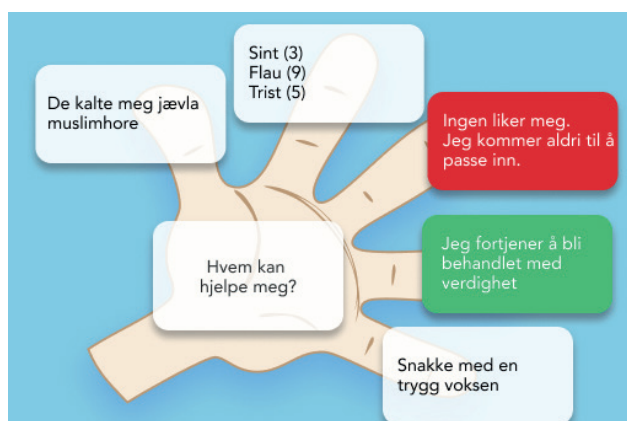 De kalte meg jævla
muslimhore
Sint (3)
Flau (9)
Trist (5)
Ingen liker meg.
Jeg kommer aldri til å
passe inn.
Jeg fortjener å bli
behandlet med
verdighet
Snakke med en
trygg voksen
Hvem kan
hjelpe meg?